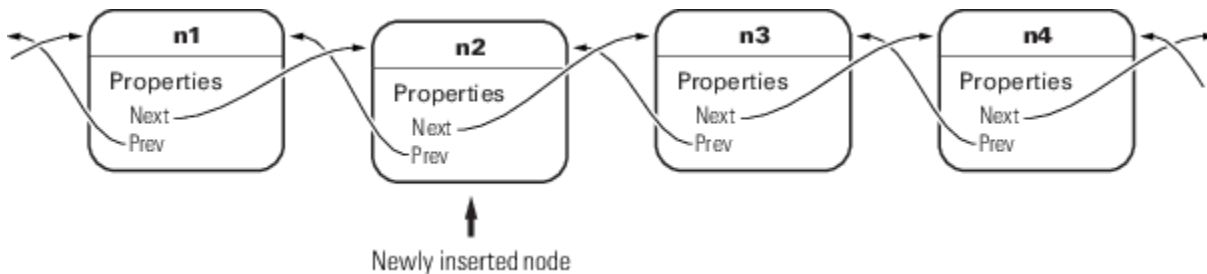 n1
Properties
Next
Prev
n2
Properties
Next
Prev
n3
Properties
Next
Prev
n4
Properties
Next
Prev
Newly inserted node